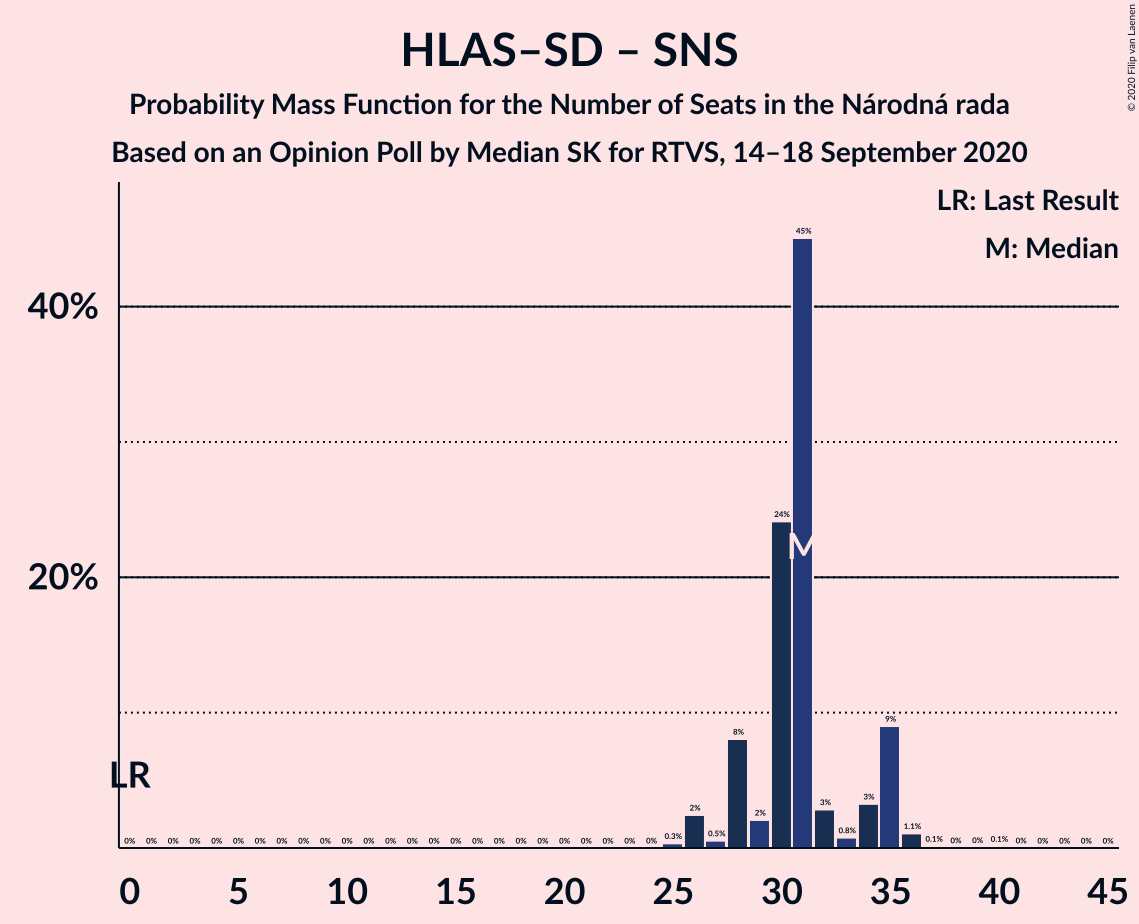 HLAS–SD – SNS
Probability Mass Function for the Number of Seats in the Národná rada
Based on an Opinion Poll by Median SK for RTVS, 14–18 September 2020
© 2020 Filip van Laenen
LR: Last Result
M: Median
45%
40%
24%
M
20%
9%
8%
LR
3%
3%
2%
2%
1.1%
0% 0% 0% 0% 0% 0% 0% 0% 0% 0% 0% 0% 0% 0% 0% 0% 0% 0% 0% 0% 0% 0% 0% 0% 0% 0.3% 0.5% 0.8% 0.1% 0% 0% 0.1% 0% 0% 0% 0% 0%
0 5 10 15 20 25 30 35 40 45